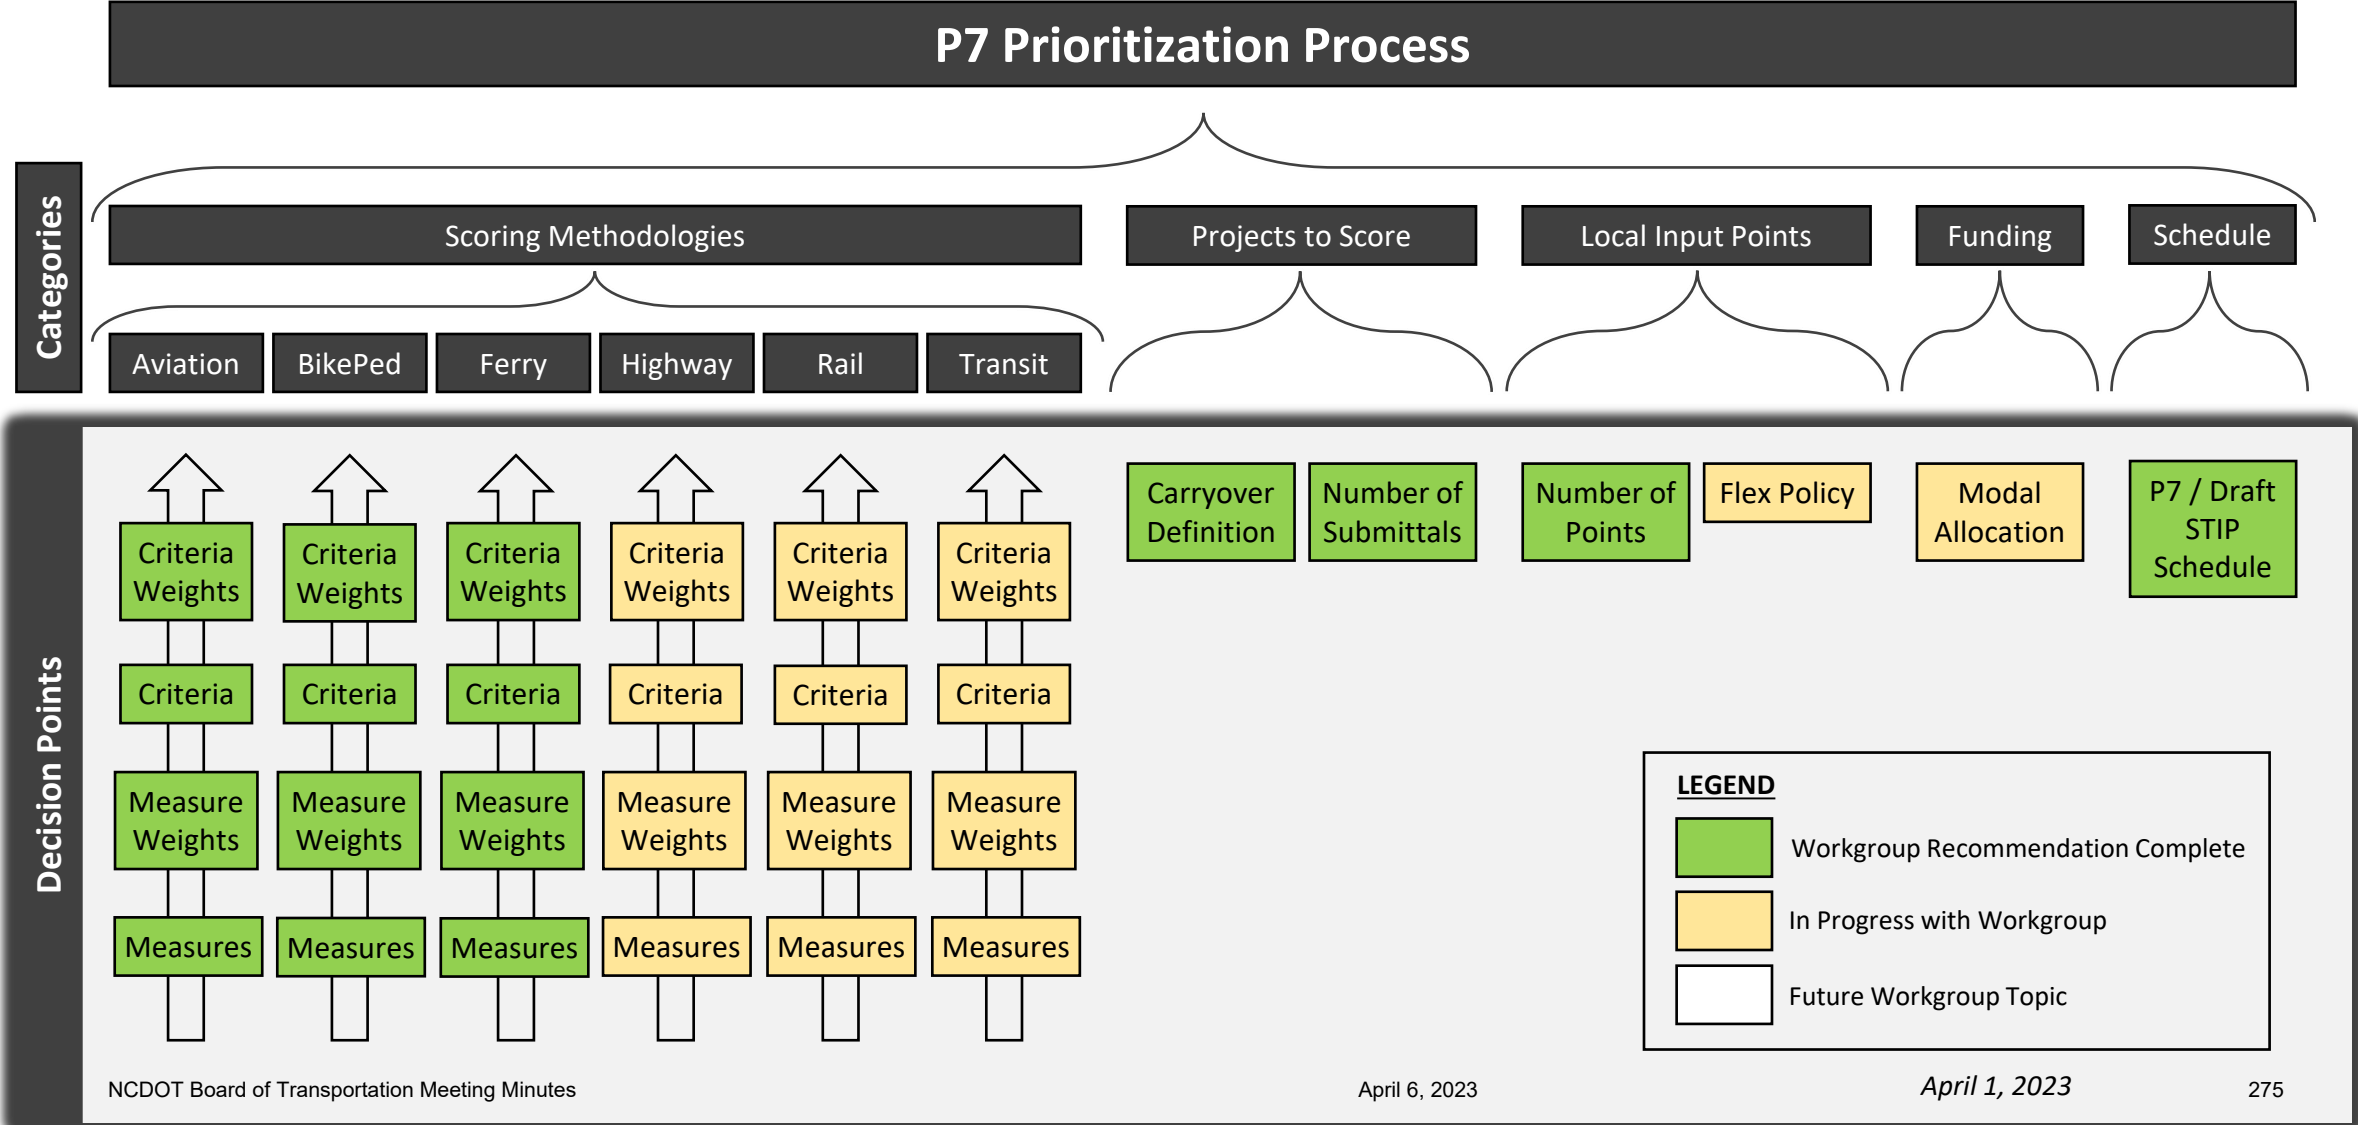 P7 Prioritization Process
Categories
Scoring Methodologies
Projects to Score
Local Input Points
Funding
Schedule
Aviation
BikePed
Ferry
Highway
Rail
Transit
Decision Points
Criteria
Weights
Criteria
Weights
Criteria
Weights
Criteria
Weights
Criteria
Weights
Criteria
Weights
Carryover
Definition
Number of
Submittals
Number of
Points
Flex Policy
Modal
Allocation
P7 / Draft
STIP
Schedule
Criteria
Criteria
Criteria
Criteria
Criteria
Criteria
Measure
Weights
Measure
Weights
Measure
Weights
Measure
Weights
Measure
Weights
Measure
Weights
Measures
Measures
Measures
Measures
Measures
Measures
LEGEND
Workgroup Recommendation Complete
In Progress with Workgroup
Future Workgroup Topic
NCDOT Board of Transportation Meeting Minutes
April 6, 2023
April 1, 2023
275